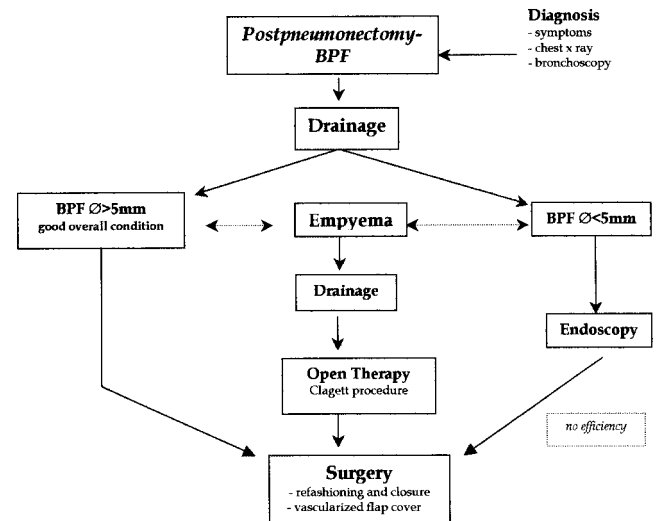 Diagnosis
- symptoms
- chest x ray
- bronchoscopy
Postpneumonectomy-
BPF
Drainage
BPF Ø>5mm
good overall condition
Empyema
BPF Ø<5mm
Drainage
Endoscopy
Open Therapy
Clagett procedure
no efficiency
Surgery
- refashioning and closure
- vascularized flap cover